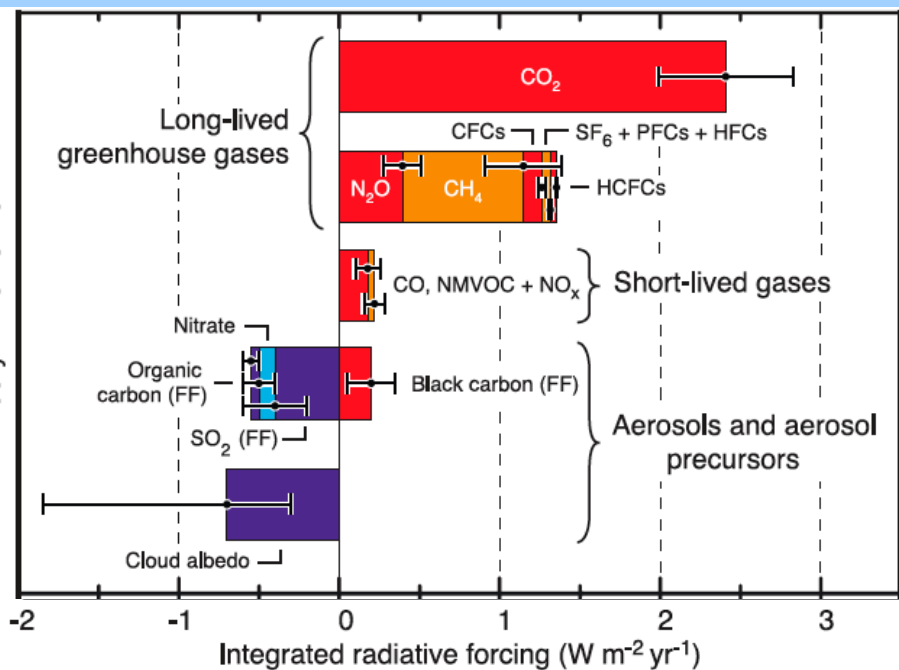 CO₂
Long-lived
greenhouse gases
CFCs
SF₆ + PFCs + HFCs
N₂O
CH₄
HCFCs
CO, NMVOC + NOₓ
Short-lived gases
Nitrate
Organic
carbon (FF)
Black carbon (FF)
SO₂ (FF)
Aerosols and aerosol
precursors
Cloud albedo
-2 -1 0 1 2 3
Integrated radiative forcing (W m⁻² yr⁻¹)